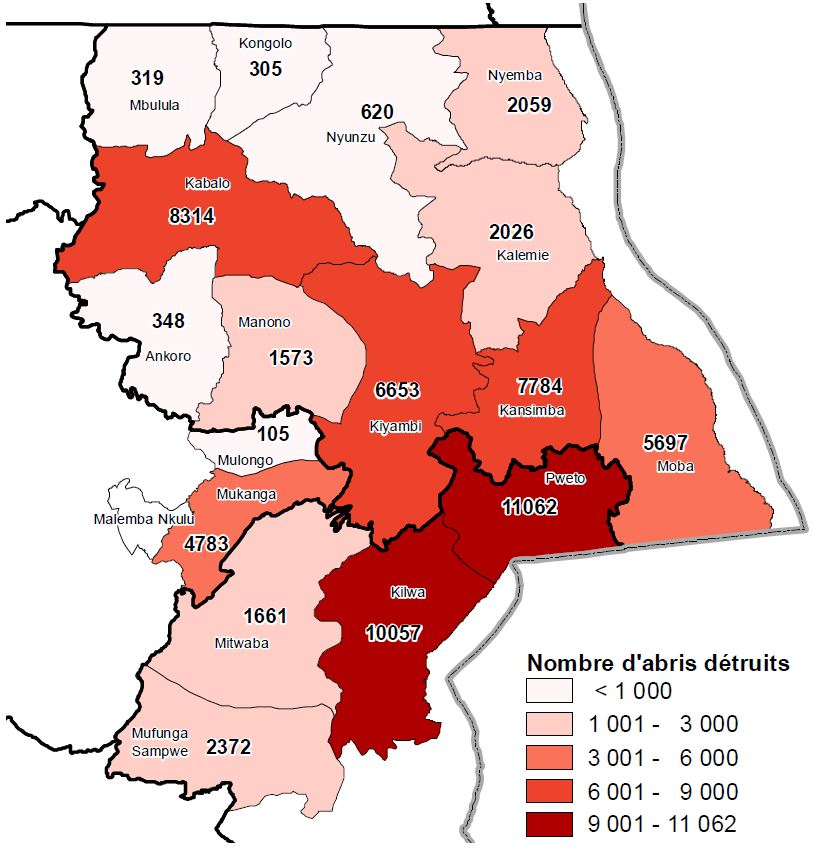 Kongolo
305
319
Mbulula
620
Nyunzu
Nyemba
2059
Kabalo
8314
2026
Kalemie
348
Ankoro
Manono
1573
6653
Kiyambi
7784
Kansimba
5697
Moba
105
Mulongo
Mukanga
Malemba Nkulu
4783
Pweto
11062
Kilwa
10057
1661
Mitwaba
Mufunga
Sampwe
2372
Nombre d'abris détruits
< 1 000
1 001 - 3 000
3 001 - 6 000
6 001 - 9 000
9 001 - 11 062